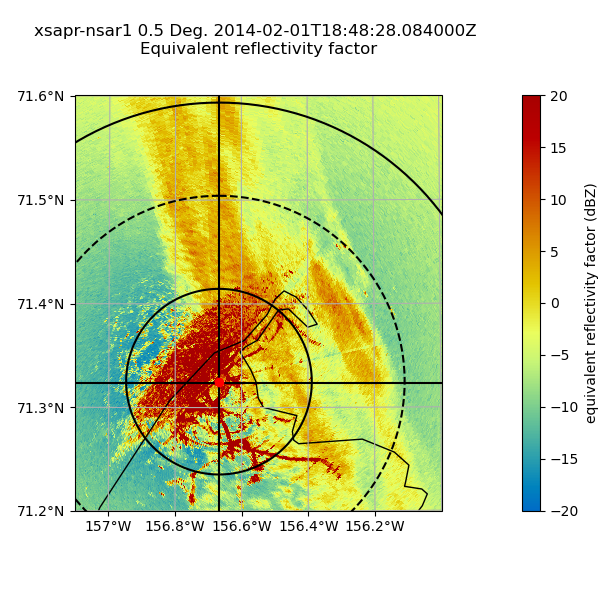 xsapr-nsar1 0.5 Deg. 2014-02-01T18:48:28.084000Z
Equivalent reflectivity factor
71.6°N
71.5°N
71.4°N
71.3°N
71.2°N
157°W
156.8°W
156.6°W
156.4°W
156.2°W
20
15
10
5
0
−5
−10
−15
−20
equivalent reflectivity factor (dBZ)